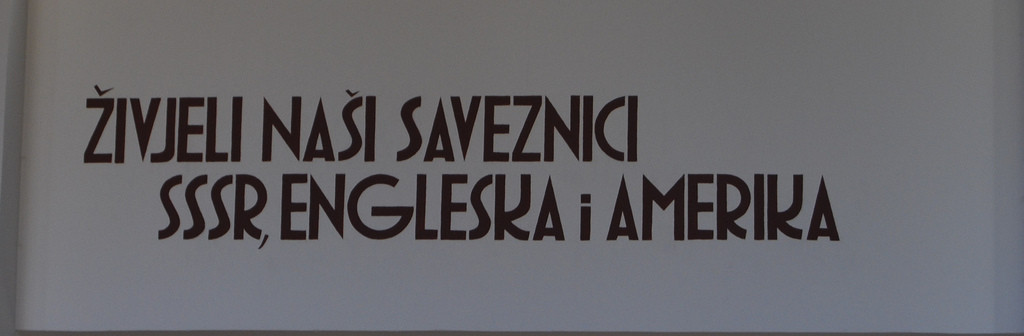 ŽIVJELI NAŠI SAVEZNICI
SSSR, ENGLESKA i AMERIKA